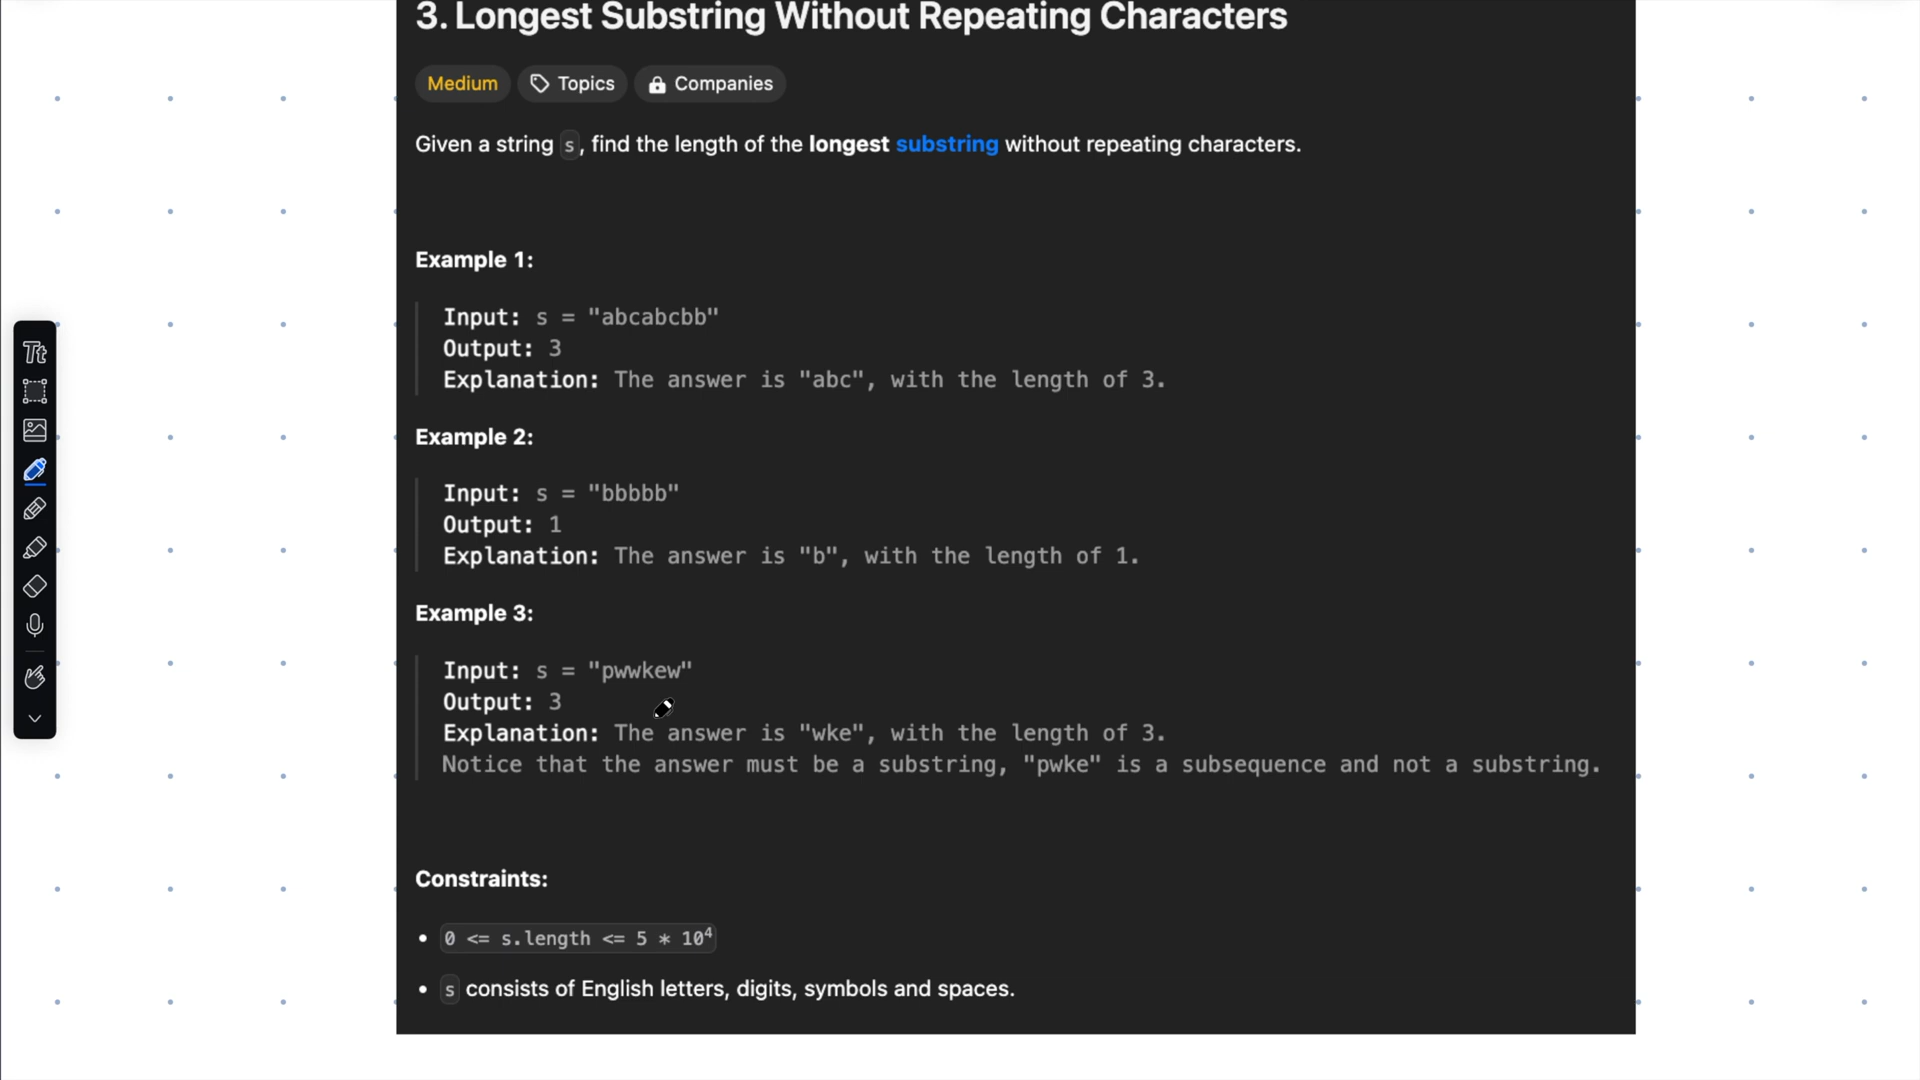 3. Longest Substring Without Repeating Characters
Medium Topics Companies
Given a string s, find the length of the longest substring without repeating characters.
Example 1:
Input: s = "abcabcbb"
Output: 3
Explanation: The answer is "abc", with the length of 3.
Example 2:
Input: s = "bbbbb"
Output: 1
Explanation: The answer is "b", with the length of 1.
Example 3:
Input: s = "pwwkew"
Output: 3
Explanation: The answer is "wke", with the length of 3.
Notice that the answer must be a substring, "pwke" is a subsequence and not a substring.
Constraints:
• 0 <= s.length <= 5 * 10⁴
• s consists of English letters, digits, symbols and spaces.
Tt